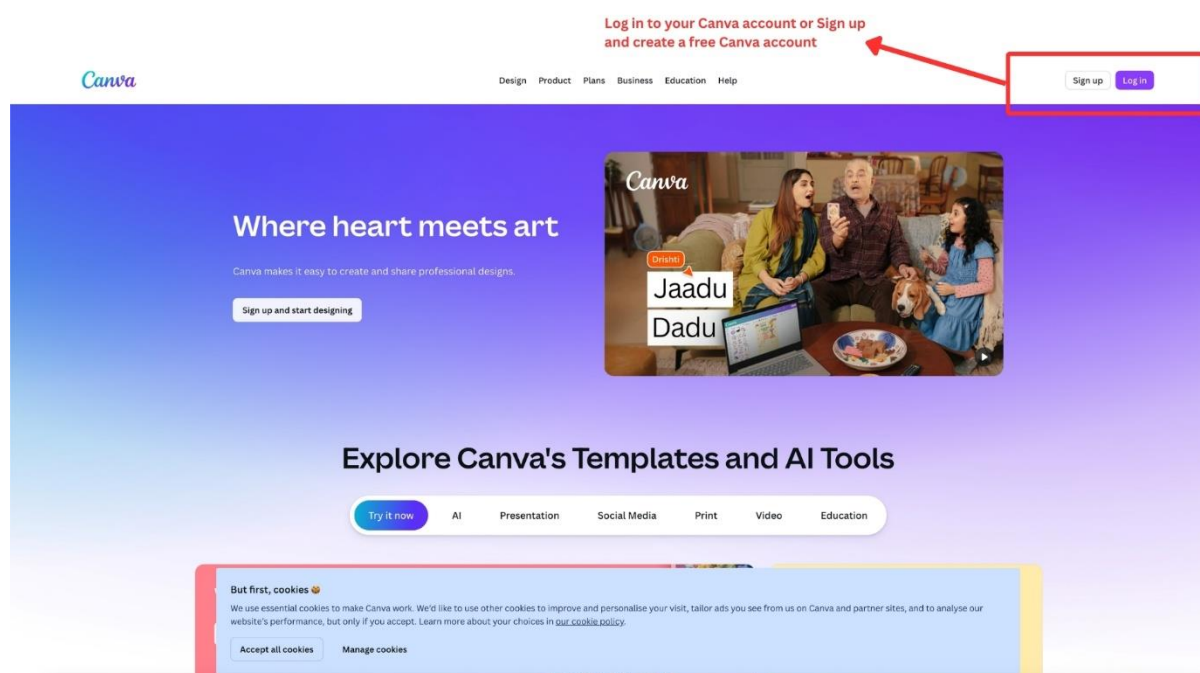 Log in to your Canva account or Sign up
and create a free Canva account
Canva
Design Product Plans Business Education Help
Sign up Log in
Canva
Where heart meets art
Canva makes it easy to create and share professional designs.
Sign up and start designing
Drishti
Jaadu
Dadu
Explore Canva's Templates and AI Tools
Try it now AI Presentation Social Media Print Video Education
But first, cookies 🍪
We use essential cookies to make Canva work. We'd like to use other cookies to improve and personalise your visit, tailor ads you see from us on Canva and partner sites, and to analyse our
website's performance, but only if you accept. Learn more about your choices in our cookie policy.
Accept all cookies Manage cookies